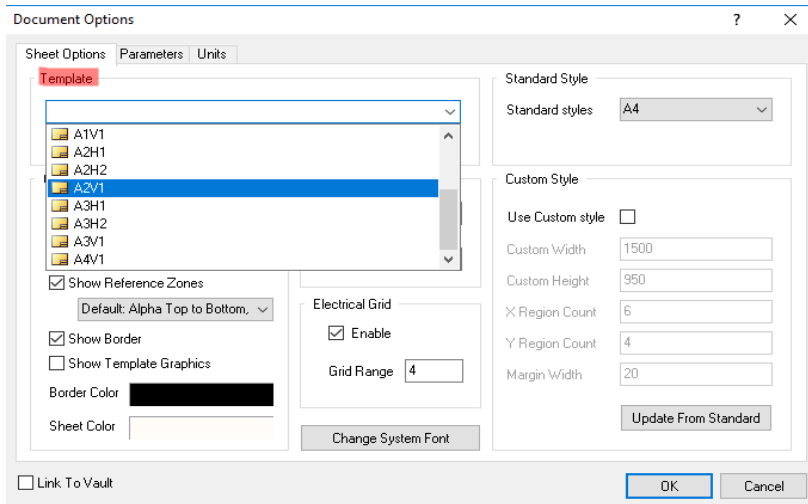 Document Options
?
Sheet Options Parameters Units
Template
A1V1
A2H1
A2H2
A2V1
A3H1
A3H2
A3V1
A4V1
Show Reference Zones
Default: Alpha Top to Bottom,
Show Border
Show Template Graphics
Border Color
Sheet Color
Electrical Grid
Enable
Grid Range 4
Change System Font
Standard Style
Standard styles A4
Custom Style
Use Custom style
Custom Width 1500
Custom Height 950
X Region Count 6
Y Region Count 4
Margin Width 20
Update From Standard
Link To Vault
OK Cancel